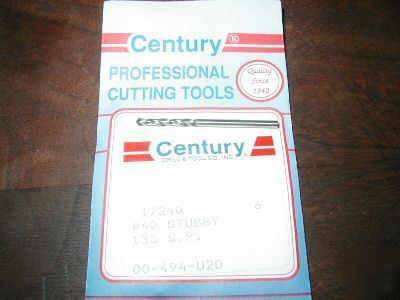 Century®
PROFESSIONAL
CUTTING TOOLS
Quality
Since
1940
Century
DRILL & TOOL CO., INC.
17240 6
#40 STUBBY
135 S.P.
00-494-U2D